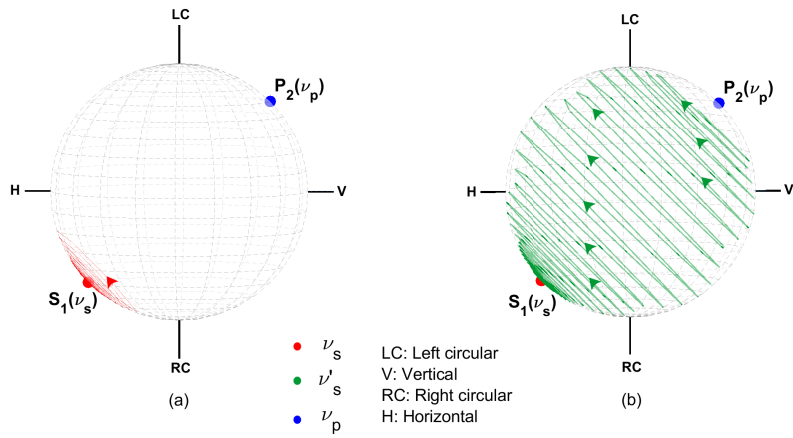 LC
P₂(νₚ)
H
V
S₁(νₛ)
RC
(a)
LC
P₂(νₚ)
H
V
S₁(νₛ)
RC
(b)
νₛ
ν'ₛ
νₚ
LC: Left circular
V: Vertical
RC: Right circular
H: Horizontal